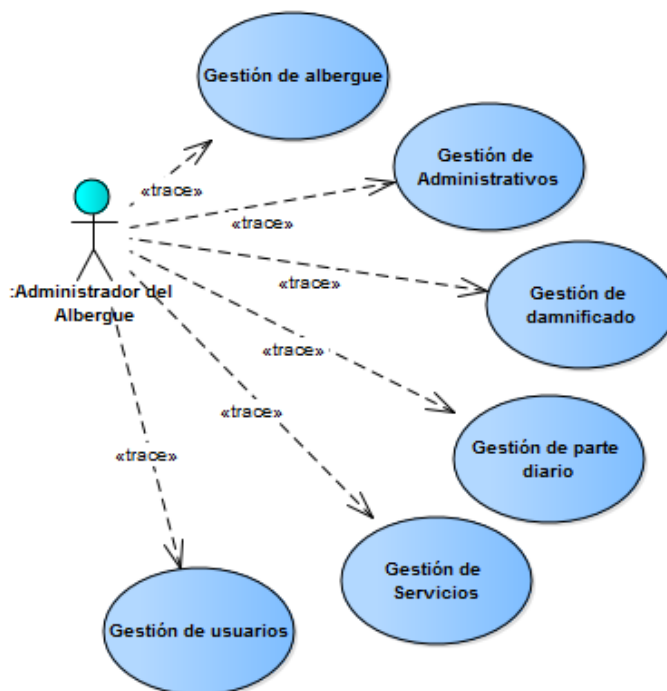 Gestión de albergue
Gestión de
Administrativos
«trace»
«trace»
:Administrador del
Albergue
«trace»
Gestión de
damnificado
«trace»
«trace»
Gestión de parte
diario
«trace»
Gestión de
Servicios
Gestión de usuarios